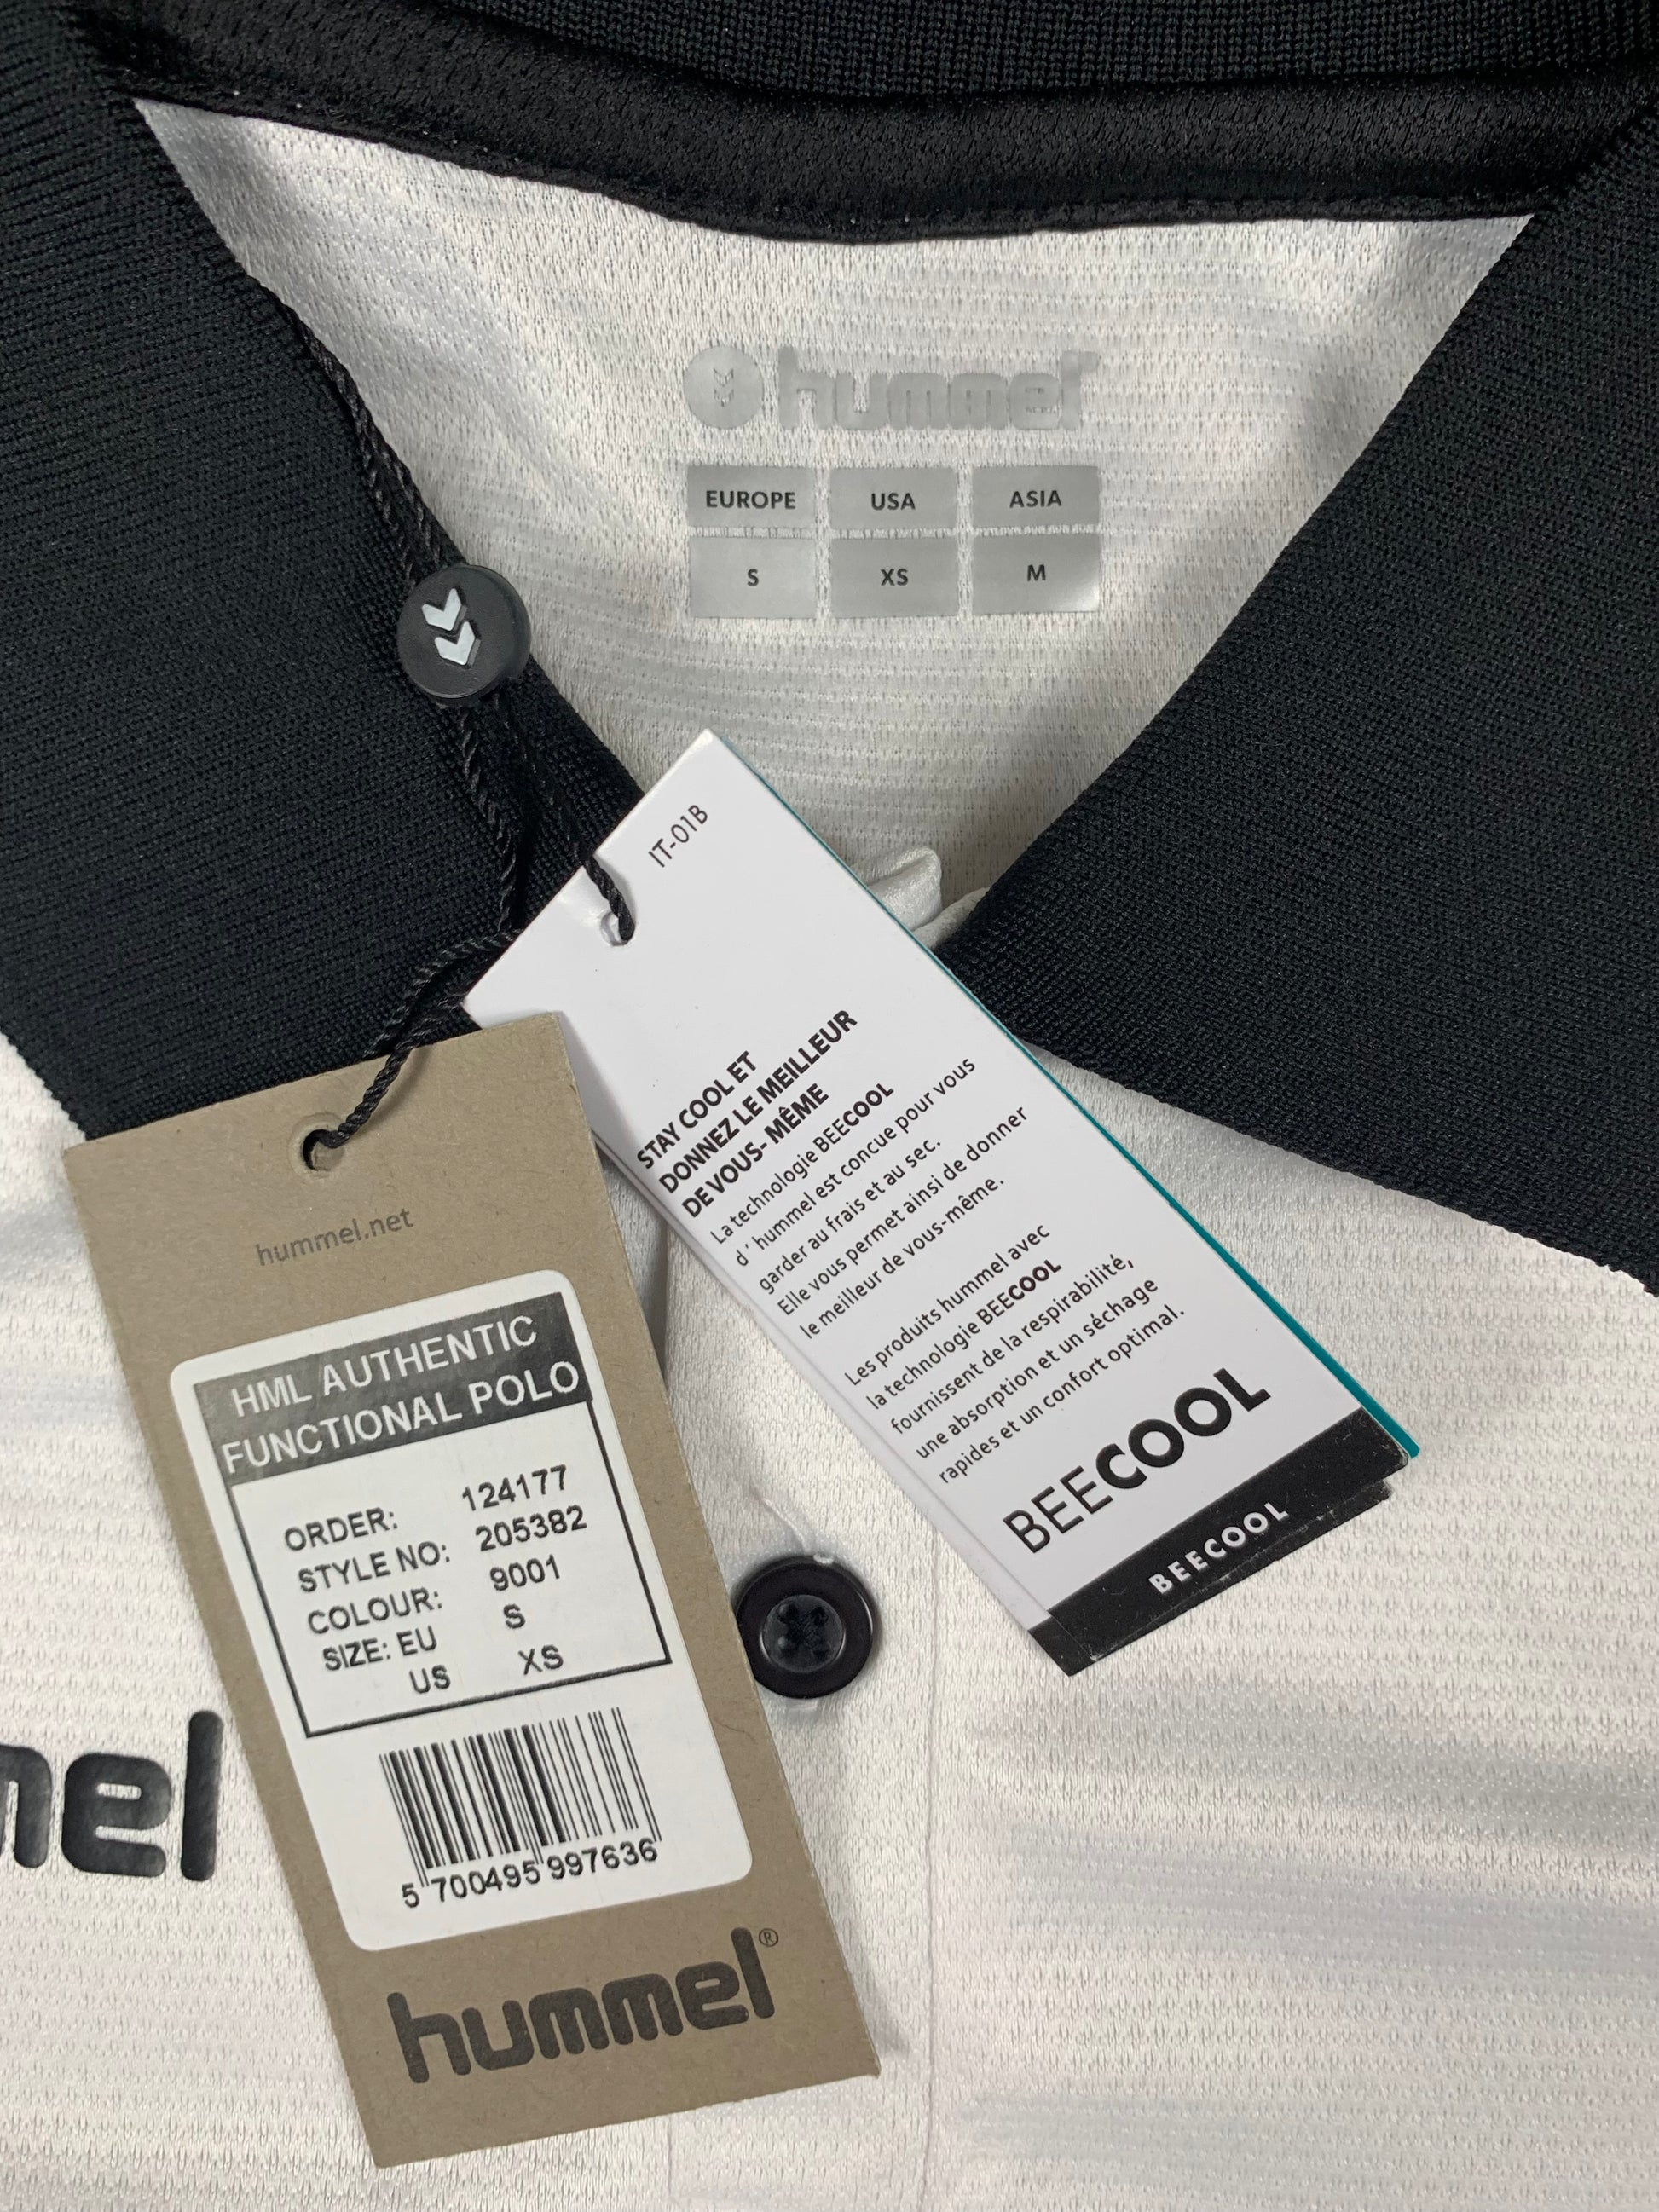 hummel
EUROPE USA ASIA
S XS M
IT-01B
STAY COOL ET
DONNEZ LE MEILLEUR
DE VOUS- MÊME
La technologie BEECOOL
d ' hummel est concue pour vous
garder au frais et au sec.
Elle vous permet ainsi de donner
le meilleur de vous-même.
Les produits hummel avec
la technologie BEECOOL
fournissent de la respirabilité,
une absorption et un séchage
rapides et un confort optimal.
BEECOOL
BEECOOL
hummel.net
HML AUTHENTIC
FUNCTIONAL POLO
ORDER: 124177
STYLE NO: 205382
COLOUR: 9001
SIZE: EU S
US XS
5 700495 997636
hummel®
mel